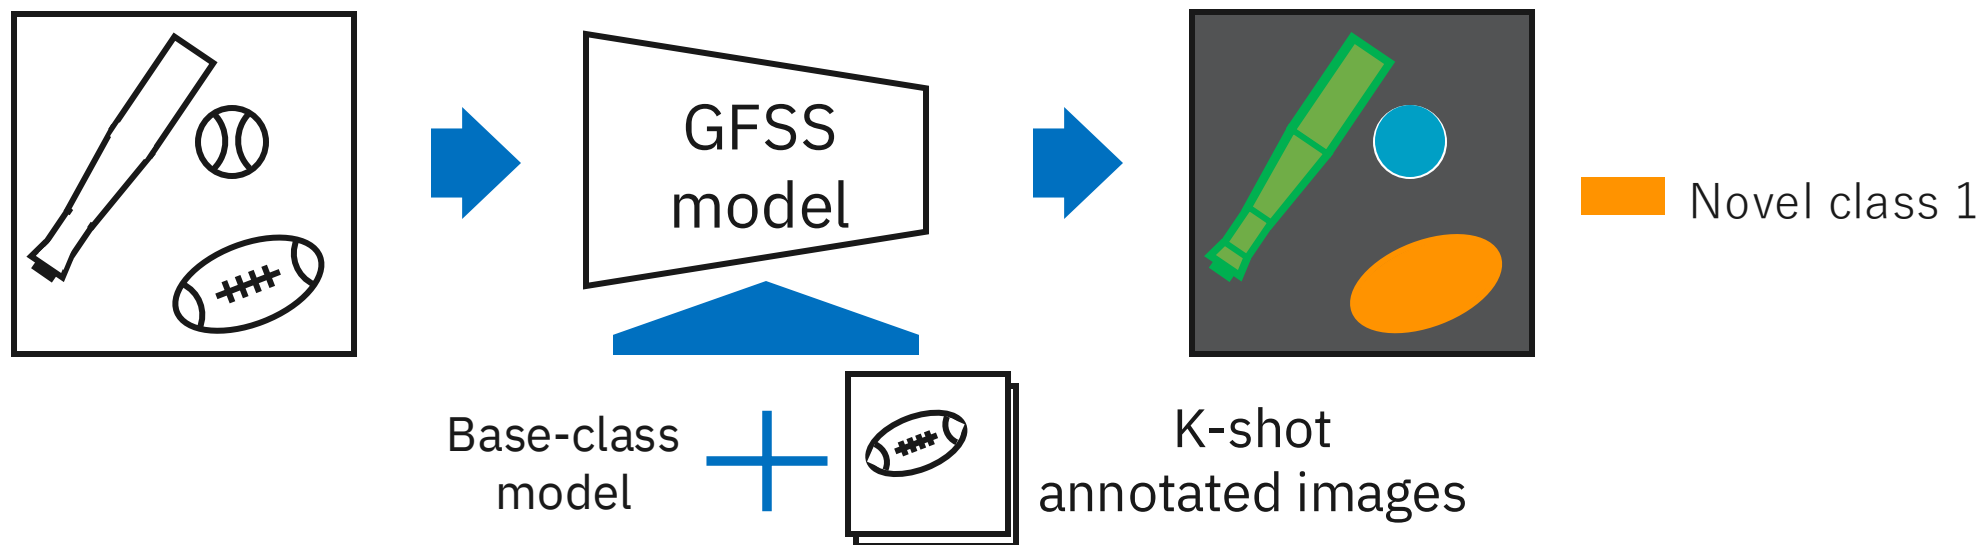 GFSS
model
Novel class 1
Base-class
model
K-shot
annotated images